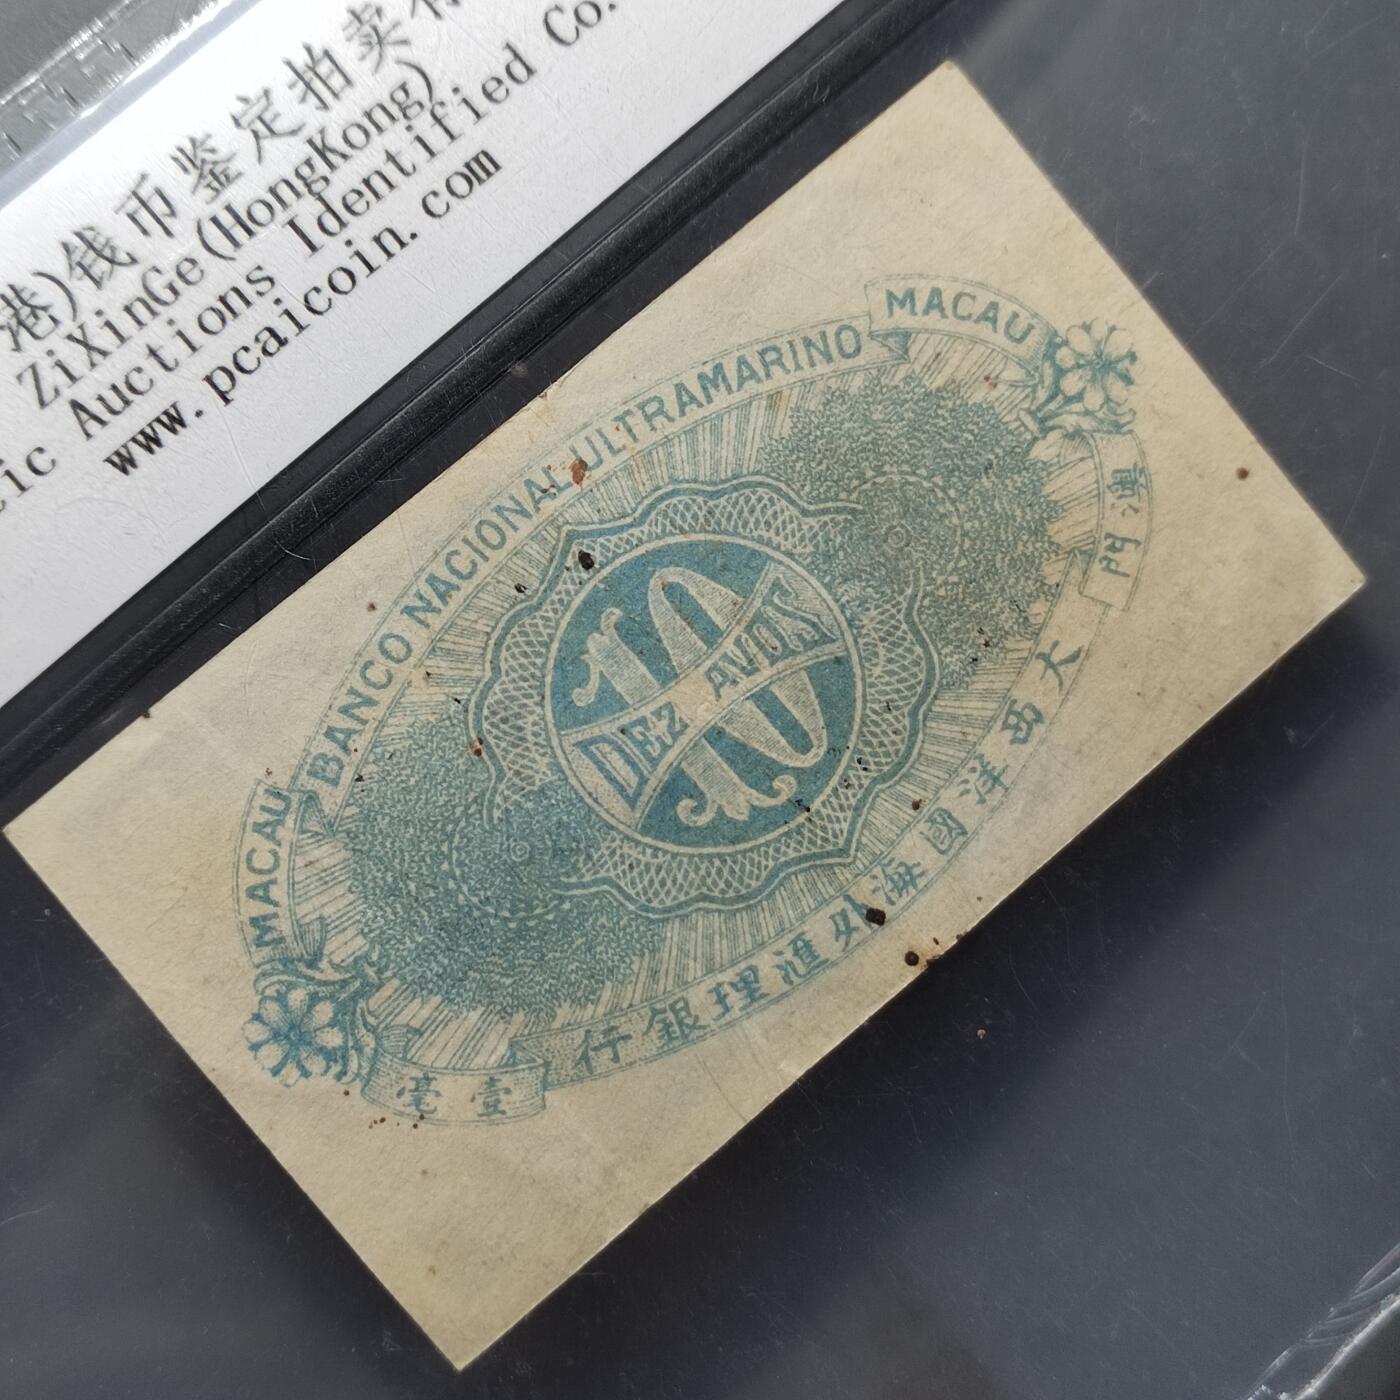 港)钱币鉴定拍卖
ZiXinGe(HongKong)
tic Auctions Identified Co.
www.pcaicoin.com
MACAU
BANCO NACIONAL ULTRAMARINO
MACAU
10
DEZ AVOS
澳門
大西洋國海外滙理銀行
壹毫